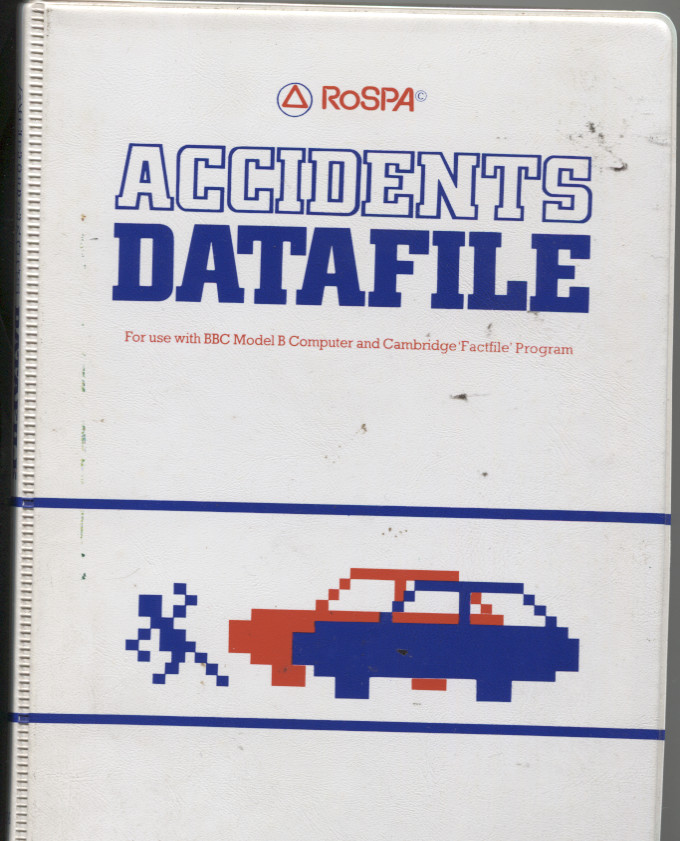 RoSPA©
ACCIDENTS
DATAFILE
For use with BBC Model B Computer and Cambridge 'Factfile' Program